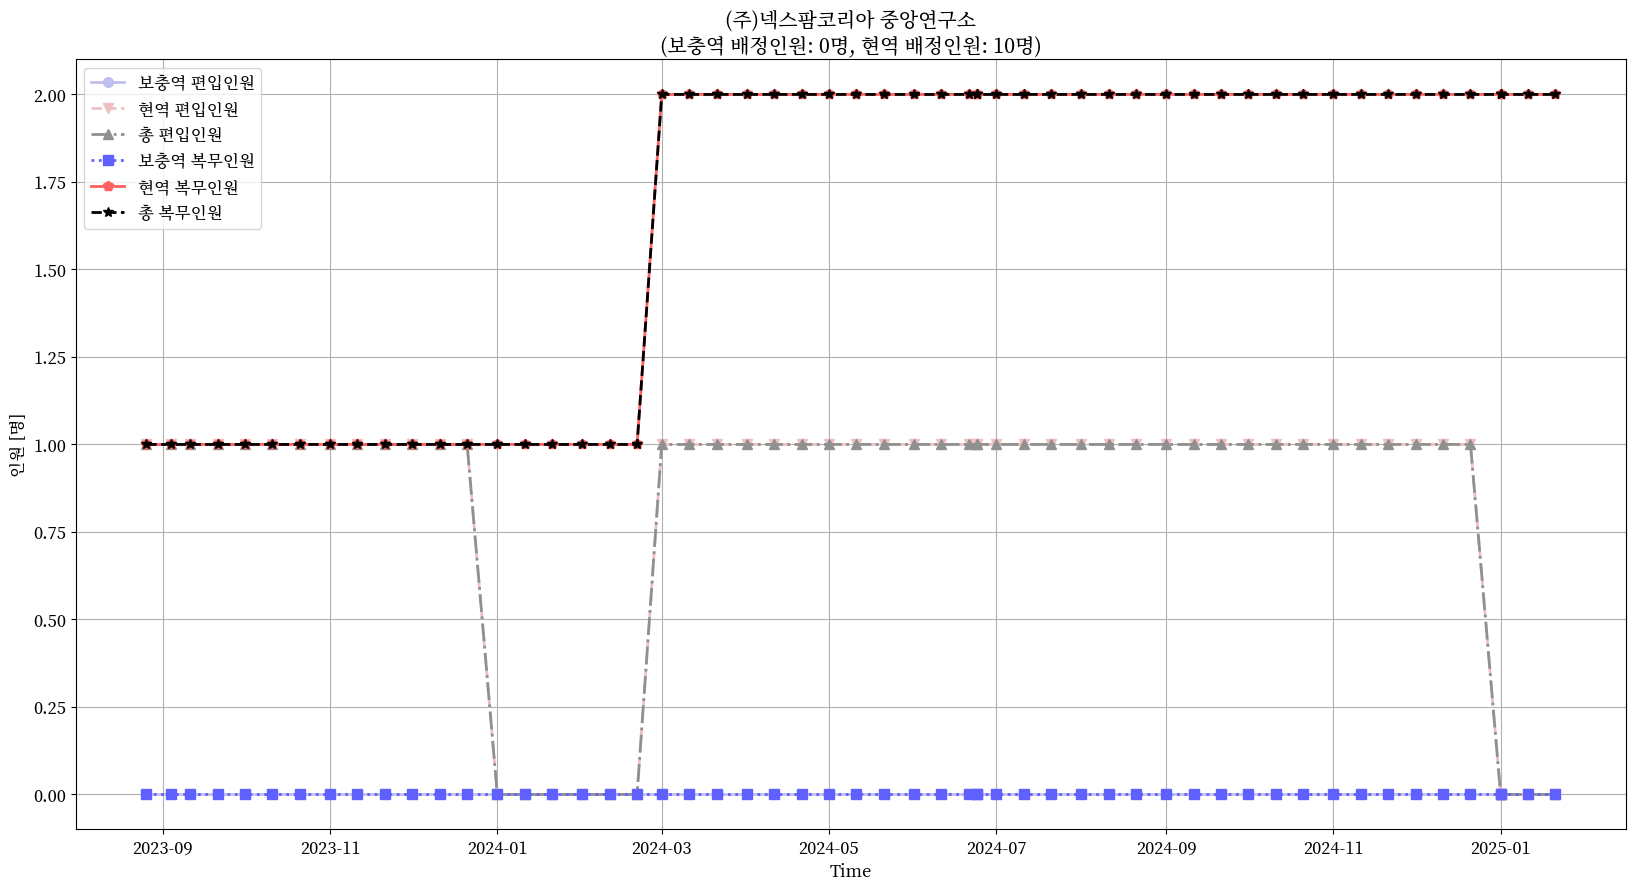 (주)넥스팜코리아 중앙연구소
(보충역 배정인원: 0명, 현역 배정인원: 10명)
보충역 편입인원
현역 편입인원
총 편입인원
보충역 복무인원
현역 복무인원
총 복무인원
2.00
1.75
1.50
1.25
1.00
0.75
0.50
0.25
0.00
인원 [명]
2023-09 2023-11 2024-01 2024-03 2024-05 2024-07 2024-09 2024-11 2025-01
Time